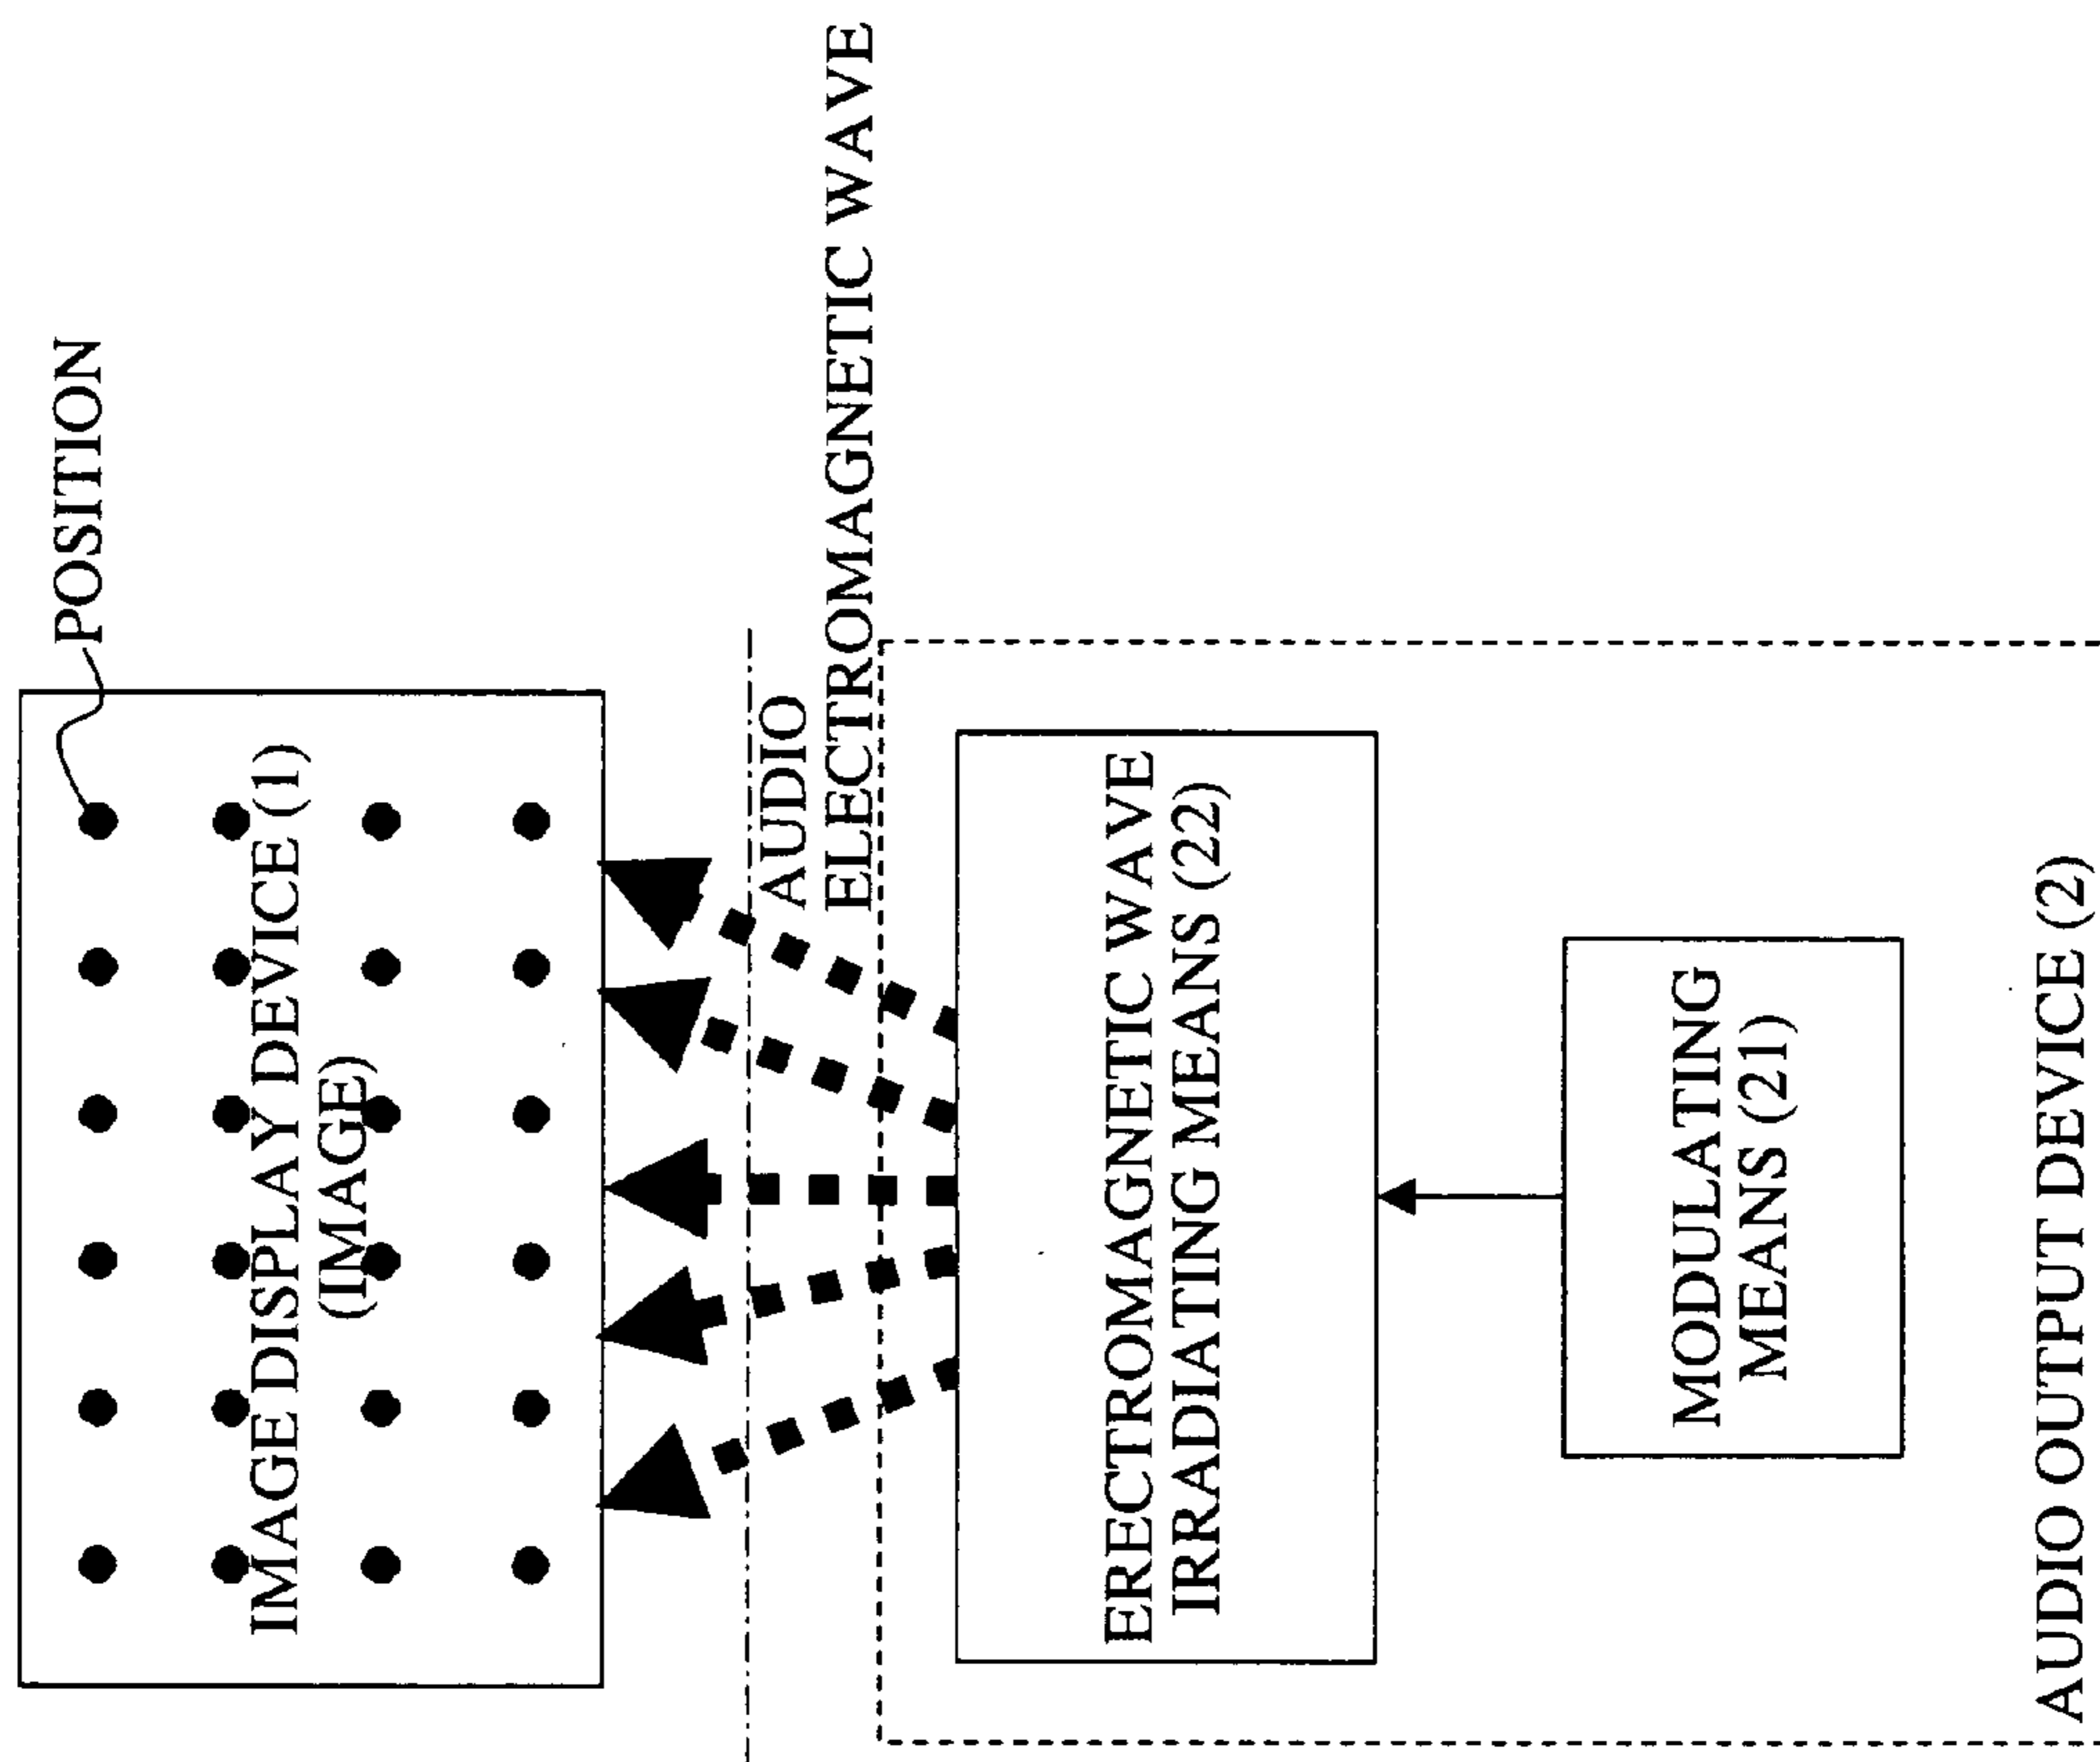 POSITION
IMAGE DISPLAY DEVICE (1)
(IMAGE)
AUDIO
ELECTROMAGNETIC WAVE
ERECTROMAGNETIC WAVE
IRRADIATING MEANS (22)
MODULATING
MEANS (21)
AUDIO OUTPUT DEVICE (2)